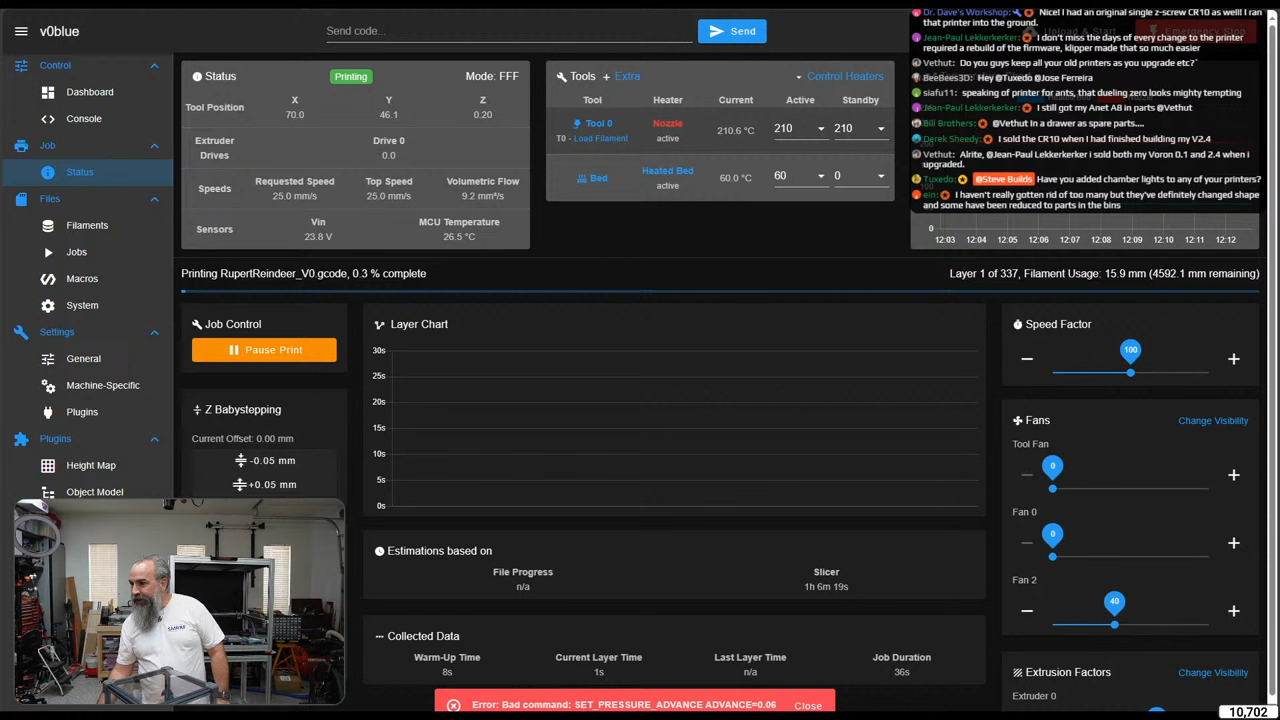 v0blue
Send code...
Send
Upload & Start
Emergency Stop
Dr. Dave's Workshop: Nice! I had an original single z-screw CR10 as well! I ran
that printer into the ground.
Jean-Paul Lekkerkerker: I don't miss the days of every change to the printer
required a rebuild of the firmware, klipper made that so much easier
Vethut: Do you guys keep all your old printers as you upgrade etc?`
BeeBees3D: Hey @Tuxedo @Jose Ferreira
siafu11: speaking of printer for ants, that dueling zero looks mighty tempting
Jean-Paul Lekkerkerker: I still got my Anet A8 in parts @Vethut
Bill Brothers: @Vethut In a drawer as spare parts....
Derek Sheedy: I sold the CR10 when I had finished building my V2.4
Vethut: Alrite, @Jean-Paul Lekkerkerker i sold both my Voron 0.1 and 2.4 when i
upgraded.
Tuxedo: @Steve Builds Have you added chamber lights to any of your printers?
ein: I haven't really gotten rid of too many but they've definitely changed shape
and some have been reduced to parts in the bins
Control
Dashboard
Console
Job
Status
Files
Filaments
Jobs
Macros
System
Settings
General
Machine-Specific
Plugins
Plugins
Height Map
Object Model
Status
Printing
Mode: FFF
Tool Position
X
Y
Z
70.0
46.1
0.20
Extruder
Drives
Drive 0
0.0
Speeds
Requested Speed
Top Speed
Volumetric Flow
25.0 mm/s
25.0 mm/s
9.2 mm³/s
Sensors
Vin
MCU Temperature
23.8 V
26.5 °C
Tools + Extra
Control Heaters
Tool
Heater
Current
Active
Standby
Tool 0
T0 - Load Filament
Nozzle
active
210.6 °C
210
210
Bed
Heated Bed
active
60.0 °C
60
0
100
0
12:03 12:04 12:05 12:06 12:07 12:08 12:09 12:10 12:11 12:12
Printing RupertReindeer_V0.gcode, 0.3 % complete
Layer 1 of 337, Filament Usage: 15.9 mm (4592.1 mm remaining)
Job Control
Pause Print
Z Babystepping
Current Offset: 0.00 mm
-0.05 mm
+0.05 mm
Layer Chart
30s
25s
20s
15s
10s
5s
0s
Estimations based on
File Progress
Slicer
n/a
1h 6m 19s
Collected Data
Warm-Up Time
Current Layer Time
Last Layer Time
Job Duration
8s
1s
n/a
36s
Error: Bad command: SET_PRESSURE_ADVANCE ADVANCE=0.06
Close
Speed Factor
100
Fans
Change Visibility
Tool Fan
0
Fan 0
0
Fan 2
40
Extrusion Factors
Change Visibility
Extruder 0
10,702